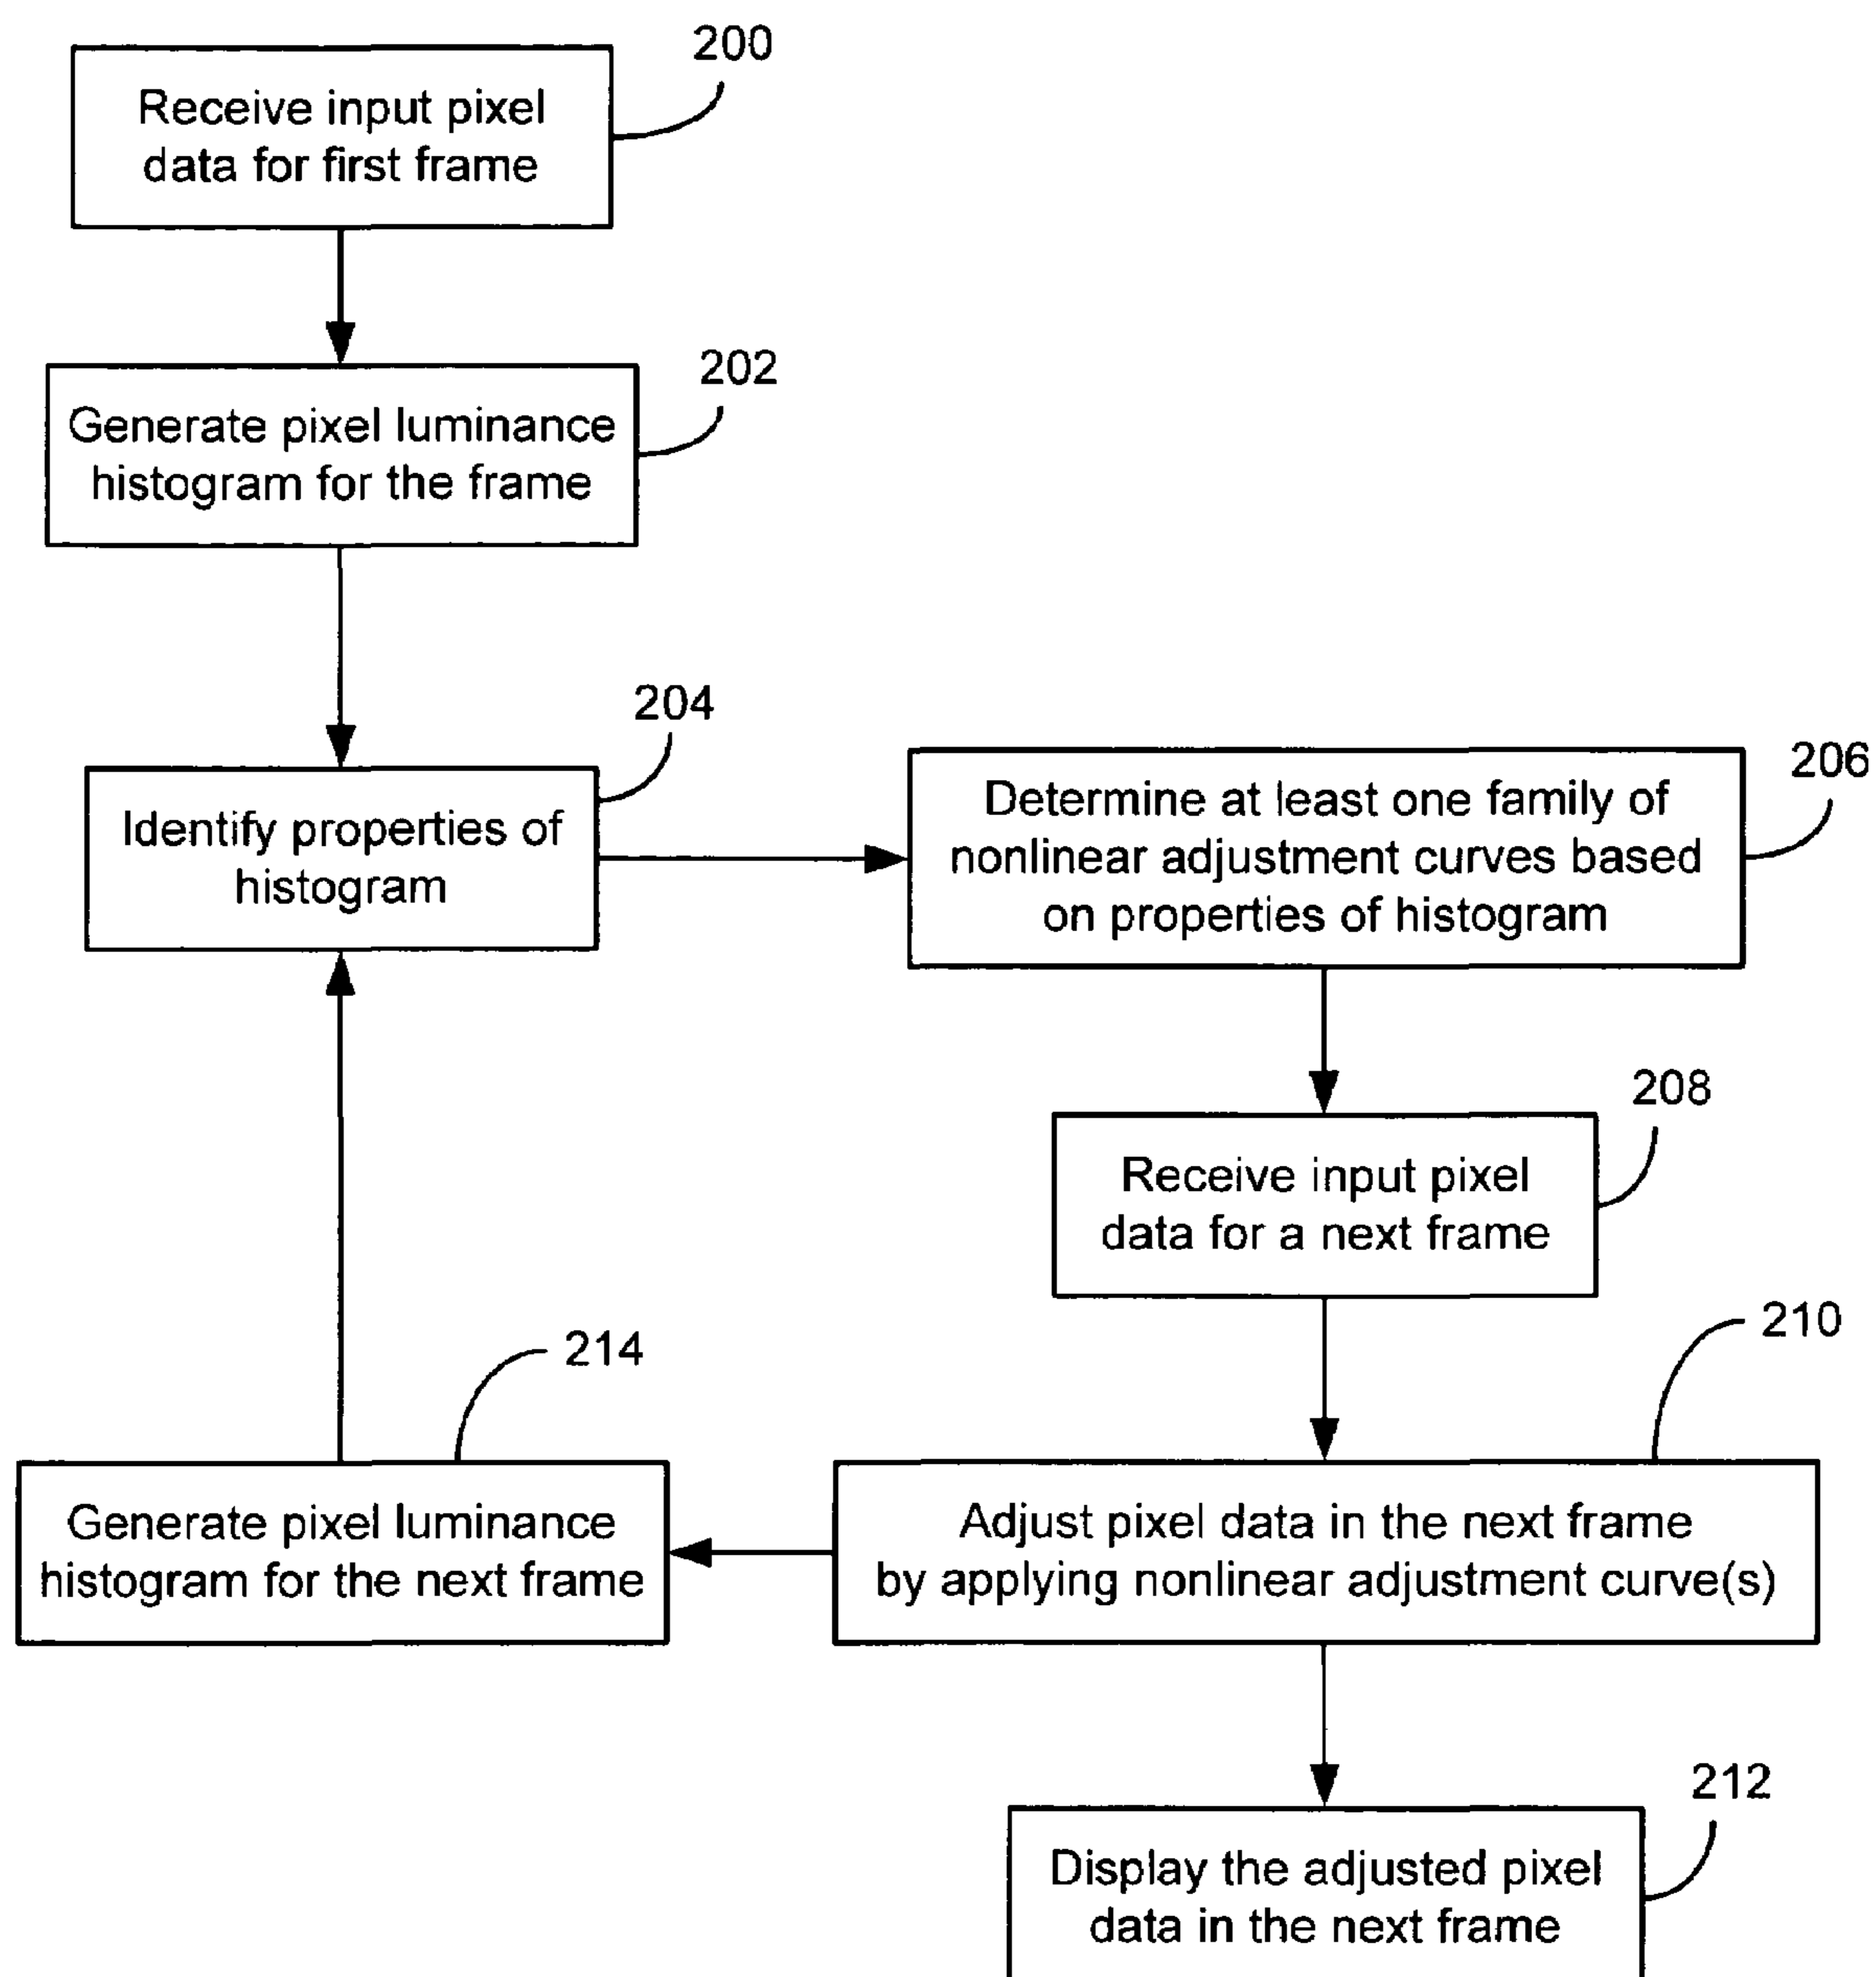 200
Receive input pixel
data for first frame
202
Generate pixel luminance
histogram for the frame
204
Identify properties of
histogram
206
Determine at least one family of
nonlinear adjustment curves based
on properties of histogram
208
Receive input pixel
data for a next frame
210
Adjust pixel data in the next frame
by applying nonlinear adjustment curve(s)
214
Generate pixel luminance
histogram for the next frame
212
Display the adjusted pixel
data in the next frame